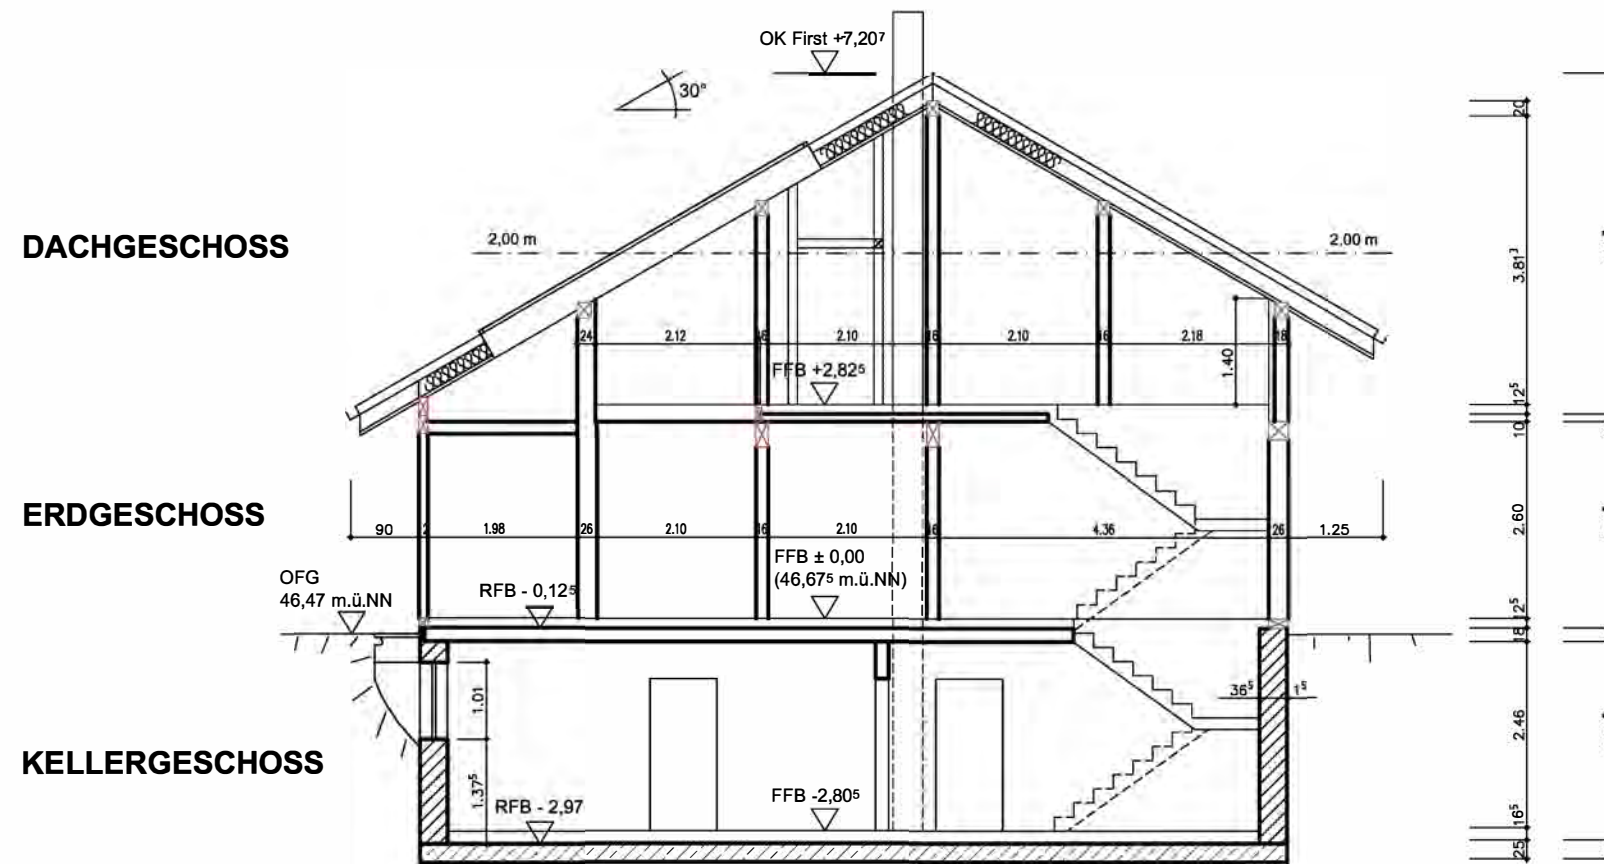 OK First +7,20⁷
30°
20
DACHGESCHOSS
2,00 m
2,00 m
3.81³
24
2.12
16
2.10
16
2.10
16
2.18
18
1.40
FFB +2,82⁵
12⁵
10
ERDGESCHOSS
90
1.98
26
2.10
16
2.10
16
4.36
26
1.25
2.60
OFG
46,47 m.ü.NN
RFB - 0,12⁵
FFB ± 0,00
(46,67⁵ m.ü.NN)
12⁵
18
36⁵
1⁵
1.01
2.46
KELLERGESCHOSS
1.37⁵
RFB - 2,97
FFB -2,80⁵
16⁵
25